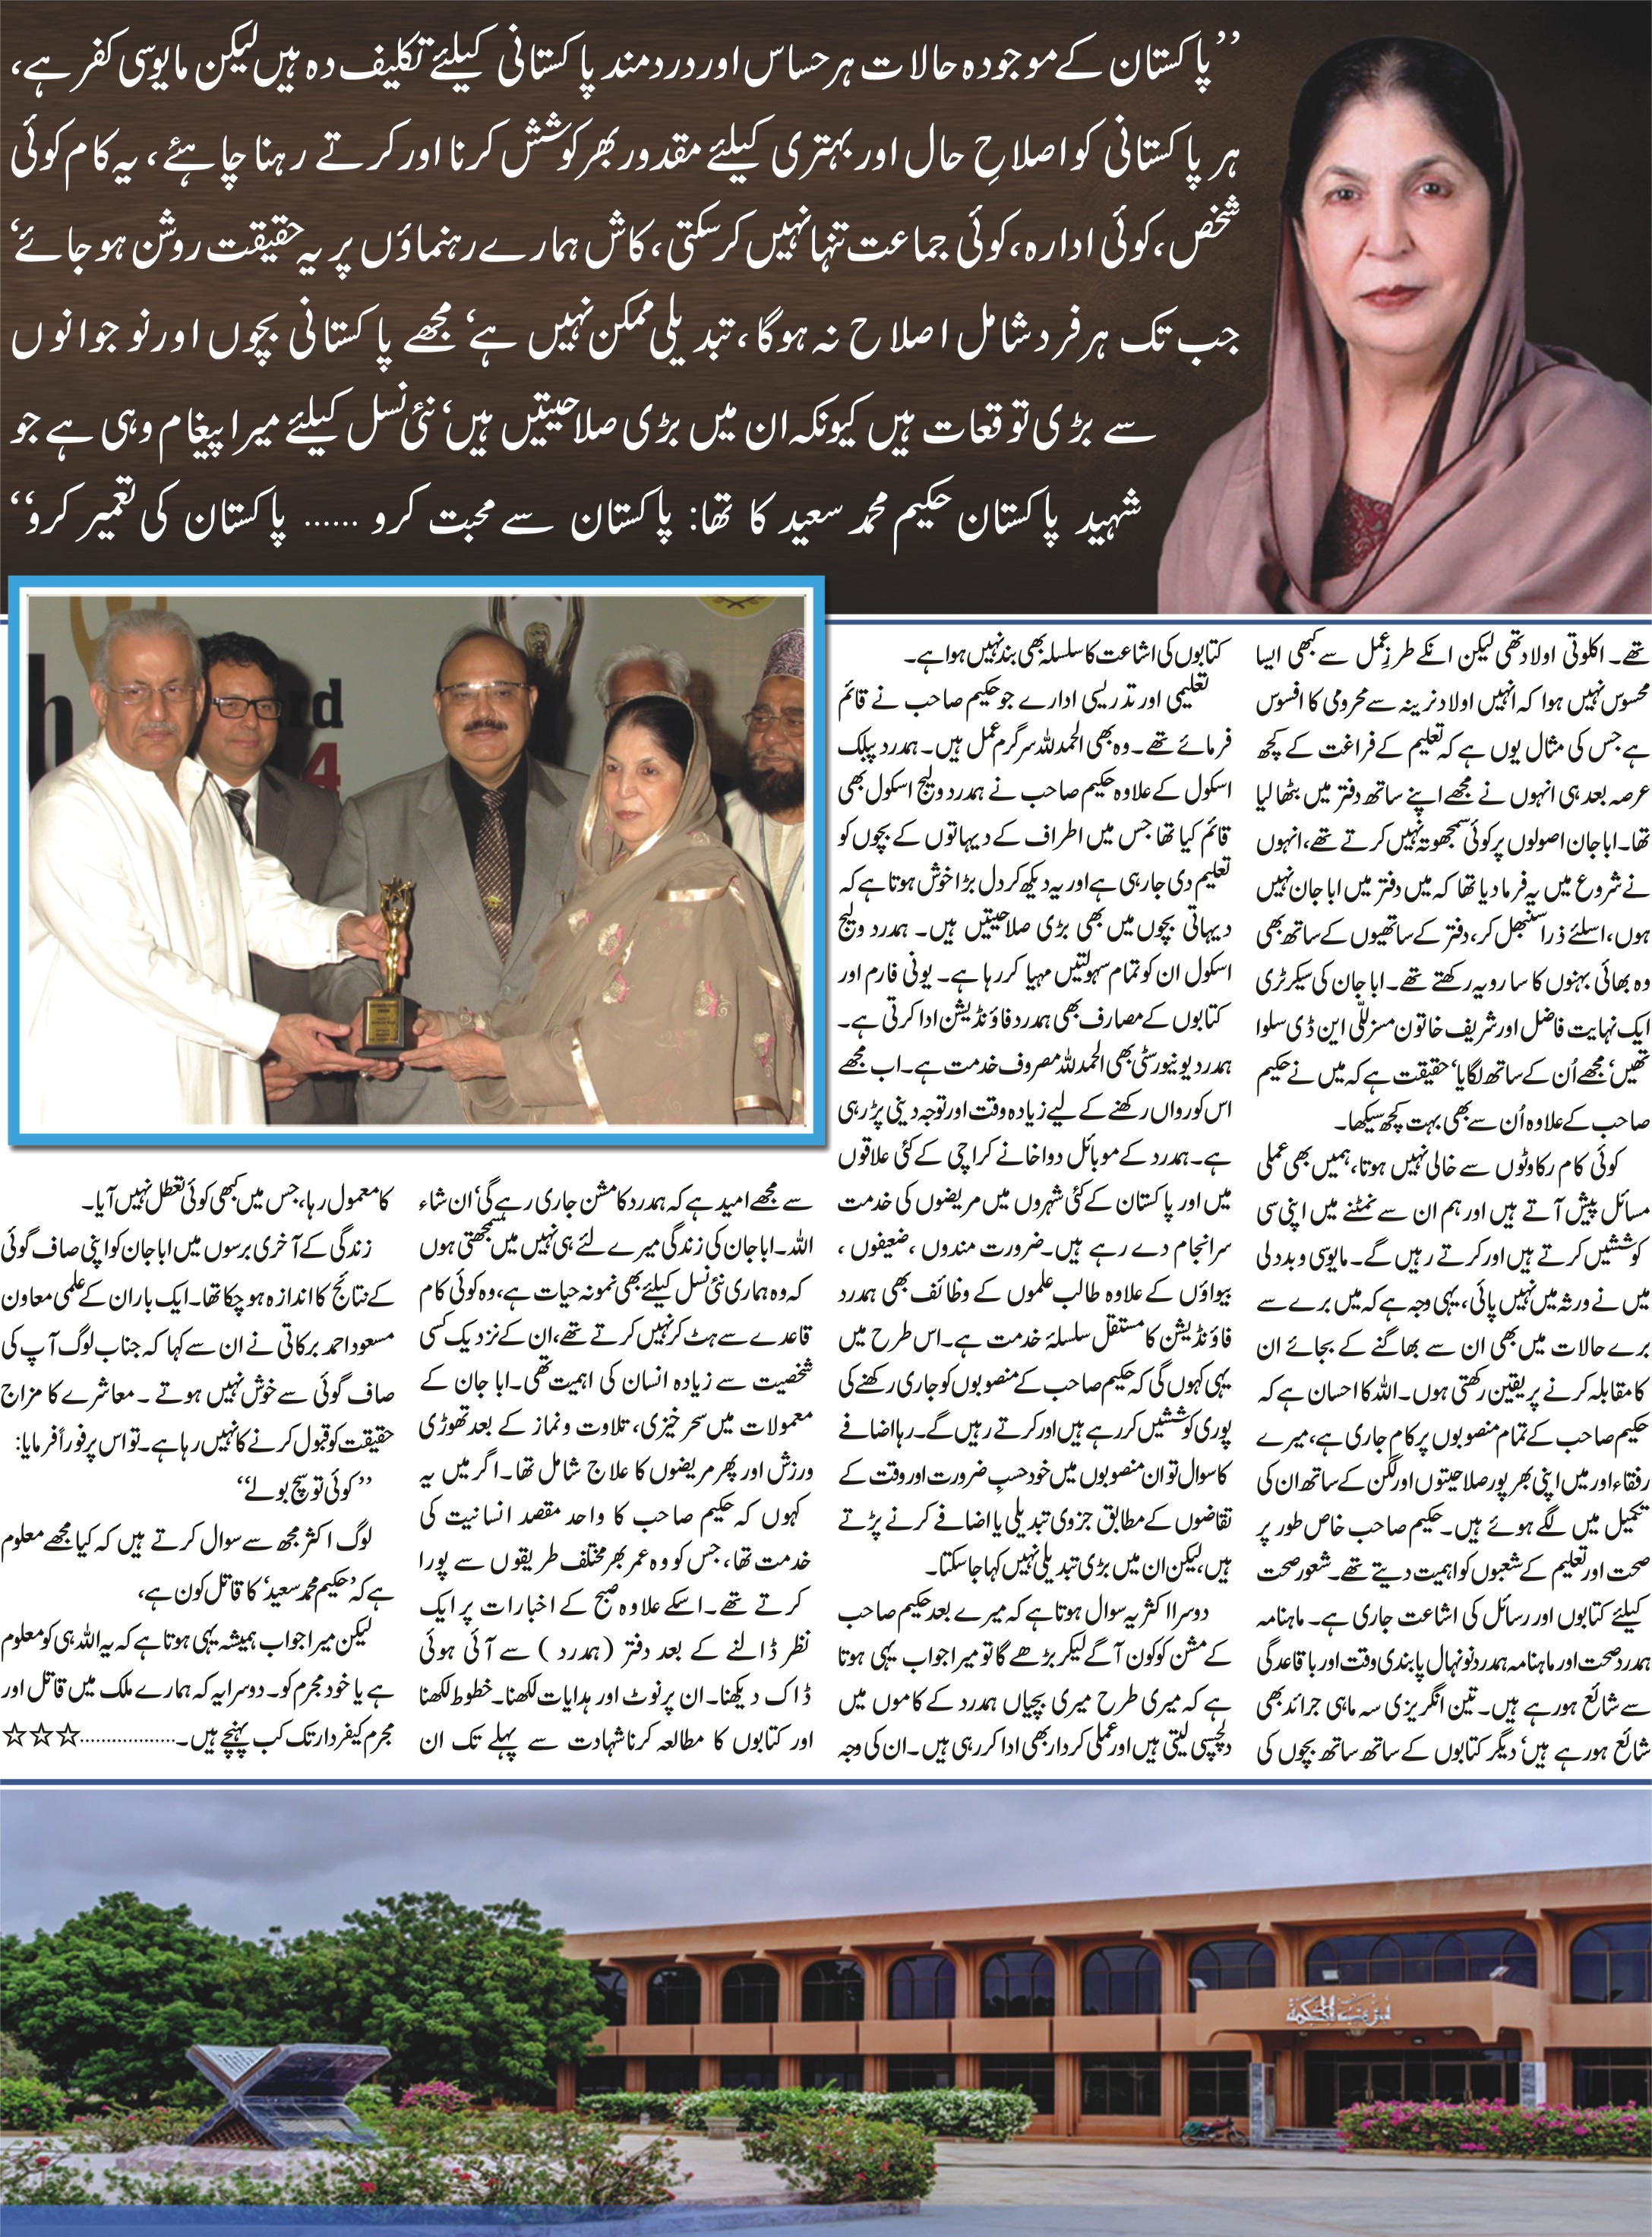 ”پاکستان کے موجودہ حالات ہر حساس اور دردمند پاکستانی کیلئے تکلیف دہ ہیں لیکن مایوسی کفر ہے،
ہر پاکستانی کو اصلاحِ حال اور بہتری کیلئے مقدور بھر کوشش کرنا اور کرتے رہنا چاہئے، یہ کام کوئی
شخص، کوئی ادارہ، کوئی جماعت تنہا نہیں کرسکتی، کاش ہمارے رہنماؤں پر یہ حقیقت روشن ہوجائے‘
جب تک ہر فرد شامل اصلاح نہ ہوگا، تبدیلی ممکن نہیں ہے‘ مجھے پاکستانی بچوں اور نوجوانوں
سے بڑی توقعات ہیں کیونکہ ان میں بڑی صلاحیتیں ہیں‘ نئی نسل کیلئے میرا پیغام وہی ہے جو
شہید پاکستان حکیم محمد سعید کا تھا: پاکستان سے محبت کرو ...... پاکستان کی تعمیر کرو“
تھے۔ اکلوتی اولاد تھی لیکن انکے طرزِعمل سے کبھی ایسا
محسوس نہیں ہوا کہ انہیں اولاد نرینہ سے محرومی کا افسوس
ہے جس کی مثال یوں ہے کہ تعلیم کے فراغت کے کچھ
عرصہ بعد ہی انہوں نے مجھے اپنے ساتھ دفتر میں بٹھا لیا
تھا۔ ابا جان اصولوں پر کوئی سمجھوتہ نہیں کرتے تھے، انہوں
نے شروع میں یہ فرمادیا تھا کہ میں دفتر میں ابا جان نہیں
ہوں، اسلئے ذرا سنبھل کر، دفتر کے ساتھیوں کے ساتھ بھی
وہ بھائی بہنوں کا سا رویہ رکھتے تھے۔ ابا جان کی سیکرٹری
ایک نہایت فاضل اور شریف خاتون مسز للّی این ڈی سلوا
تھیں‘ مجھے اُن کے ساتھ لگایا‘ حقیقت ہے کہ میں نے حکیم
صاحب کے علاوہ اُن سے بھی بہت کچھ سیکھا۔
کوئی کام رکاوٹوں سے خالی نہیں ہوتا، ہمیں بھی عملی
مسائل پیش آتے ہیں اور ہم ان سے نمٹنے میں اپنی سی
کوششیں کرتے ہیں اور کرتے رہیں گے۔ مایوسی و بددلی
میں نے ورثہ میں نہیں پائی، یہی وجہ ہے کہ میں برے سے
برے حالات میں بھی ان سے بھاگنے کے بجائے ان
کا مقابلہ کرنے پر یقین رکھتی ہوں۔ اللہ کا احسان ہے کہ
حکیم صاحب کے تمام منصوبوں پر کام جاری ہے، میرے
رفقاء اور میں اپنی بھرپور صلاحیتوں اور لگن کے ساتھ ان کی
تکمیل میں لگے ہوئے ہیں۔ حکیم صاحب خاص طور پر
صحت اور تعلیم کے شعبوں کو اہمیت دیتے تھے۔ شعور صحت
کیلئے کتابوں اور رسائل کی اشاعت جاری ہے۔ ماہنامہ
ہمدرد صحت اور ماہنامہ ہمدرد نونہال پابندی وقت اور باقاعدگی
سے شائع ہورہے ہیں۔ تین انگریزی سہ ماہی جرائد بھی
شائع ہورہے ہیں‘ دیگر کتابوں کے ساتھ ساتھ بچوں کی
کتابوں کی اشاعت کا سلسلہ بھی بند نہیں ہوا ہے۔
تعلیمی اور تدریسی ادارے جو حکیم صاحب نے قائم
فرمائے تھے۔ وہ بھی الحمدللہ سرگرم عمل ہیں۔ ہمدرد پبلک
اسکول کے علاوہ حکیم صاحب نے ہمدرد ولیج اسکول بھی
قائم کیا تھا جس میں اطراف کے دیہاتوں کے بچوں کو
تعلیم دی جارہی ہے اور یہ دیکھ کر دل بڑا خوش ہوتا ہے کہ
دیہاتی بچوں میں بھی بڑی صلاحیتیں ہیں۔ ہمدرد ولیج
اسکول ان کو تمام سہولتیں مہیا کررہا ہے۔ یونی فارم اور
کتابوں کے مصارف بھی ہمدرد فاؤنڈیشن ادا کرتی ہے۔
ہمدرد یونیورسٹی بھی الحمدللہ مصروف خدمت ہے۔ اب مجھے
اس کو رواں رکھنے کے لیے زیادہ وقت اور توجہ دینی پڑ رہی
ہے۔ ہمدرد کے موبائل دواخانے کراچی کے کئی علاقوں
میں اور پاکستان کے کئی شہروں میں مریضوں کی خدمت
سرانجام دے رہے ہیں۔ ضرورت مندوں ، ضعیفوں ،
بیواؤں کے علاوہ طالب علموں کے وظائف بھی ہمدرد
فاؤنڈیشن کا مستقل سلسلۂ خدمت ہے۔ اس طرح میں
یہی کہوں گی کہ حکیم صاحب کے منصوبوں کو جاری رکھنے کی
پوری کوششیں کررہے ہیں اور کرتے رہیں گے۔ رہا اضافے
کا سوال تو ان منصوبوں میں خود حسبِ ضرورت اور وقت کے
تقاضوں کے مطابق جزوی تبدیلی یا اضافے کرنے پڑتے
ہیں، لیکن ان میں بڑی تبدیلی نہیں کہا جاسکتا۔
دوسرا اکثر یہ سوال ہوتا ہے کہ میرے بعد حکیم صاحب
کے مشن کو کون آگے لیکر بڑھے گا تو میرا جواب یہی ہوتا
ہے کہ میری طرح میری بچیاں ہمدرد کے کاموں میں
دلچسپی لیتی ہیں اور عملی کردار بھی ادا کررہی ہیں۔ ان کی وجہ
سے مجھے امید ہے کہ ہمدرد کا مشن جاری رہے گی‘ ان شاء
اللہ۔ ابا جان کی زندگی میرے لئے ہی نہیں میں سمجھتی ہوں
کہ وہ ہماری نئی نسل کیلئے بھی نمونہ حیات ہے، وہ کوئی کام
قاعدے سے ہٹ کر نہیں کرتے تھے، ان کے نزدیک کسی
شخصیت سے زیادہ انسان کی اہمیت تھی۔ ابا جان کے
معمولات میں سحر خیزی، تلاوت و نماز کے بعد تھوڑی
ورزش اور پھر مریضوں کا علاج شامل تھا۔ اگر میں یہ
کہوں کہ حکیم صاحب کا واحد مقصد انسانیت کی
خدمت تھا، جس کو وہ عمر بھر مختلف طریقوں سے پورا
کرتے تھے۔ اسکے علاوہ صبح کے اخبارات پر ایک
نظر ڈالنے کے بعد دفتر (ہمدرد) سے آئی ہوئی
ڈاک دیکھنا۔ ان پر نوٹ اور ہدایات لکھنا۔ خطوط لکھنا
اور کتابوں کا مطالعہ کرنا شہادت سے پہلے تک ان
کا معمول رہا، جس میں کبھی کوئی تعطل نہیں آیا۔
زندگی کے آخری برسوں میں ابا جان کو اپنی صاف گوئی
کے نتائج کا اندازہ ہوچکا تھا۔ ایک بار ان کے علمی معاون
مسعود احمد برکاتی نے ان سے کہا کہ جناب لوگ آپ کی
صاف گوئی سے خوش نہیں ہوتے ۔ معاشرے کا مزاج
حقیقت کو قبول کرنے کا نہیں رہا ہے۔ تو اس پر فوراً فرمایا:
”کوئی تو سچ بولے“
لوگ اکثر مجھ سے سوال کرتے ہیں کہ کیا مجھے معلوم
ہے کہ ’حکیم محمد سعید‘ کا قاتل کون ہے،
لیکن میرا جواب ہمیشہ یہی ہوتا ہے کہ یہ اللہ ہی کو معلوم
ہے یا خود مجرم کو۔ دوسرا یہ کہ ہمارے ملک میں قاتل اور
مجرم کیفردار تک کب پہنچے ہیں۔..................☆☆☆
h
rd
4
مدینۃ الحکمۃ